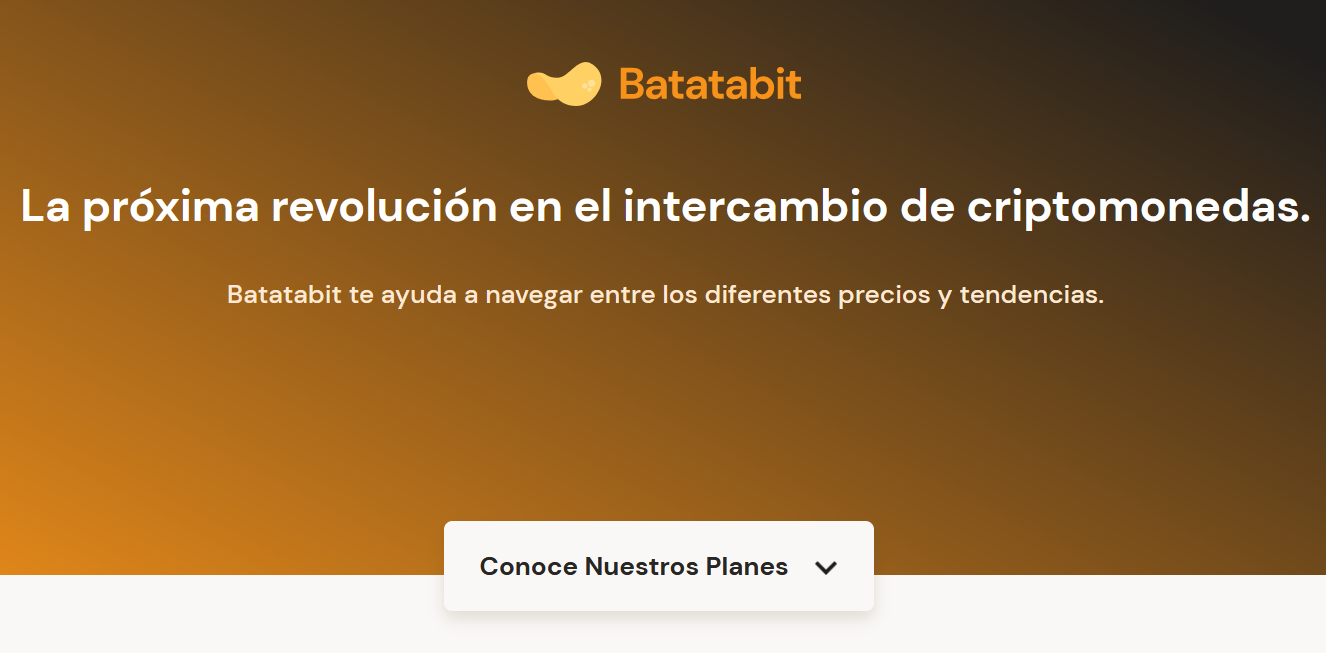 Batatabit
La próxima revolución en el intercambio de criptomonedas.
Batatabit te ayuda a navegar entre los diferentes precios y tendencias.
Conoce Nuestros Planes